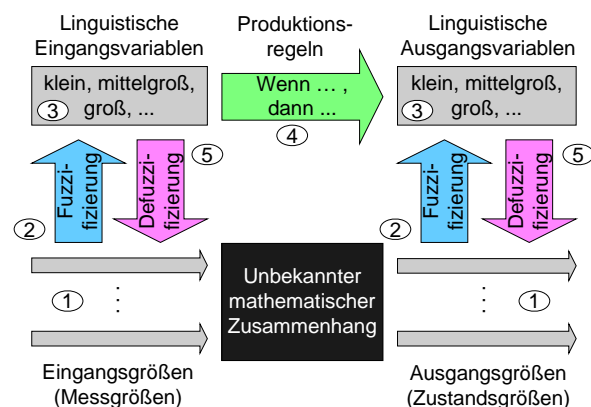 Linguistische
Eingangsvariablen
Produktions-
regeln
Linguistische
Ausgangsvariablen
klein, mittelgroß,
groß, ...
3
Wenn ... ,
dann ...
4
klein, mittelgroß,
groß, ...
3
Fuzzi-
fizierung
Defuzzi-
fizierung
5
2
Fuzzi-
fizierung
Defuzzi-
fizierung
5
2
1
Unbekannter
mathematischer
Zusammenhang
1
Eingangsgrößen
(Messgrößen)
Ausgangsgrößen
(Zustandsgrößen)